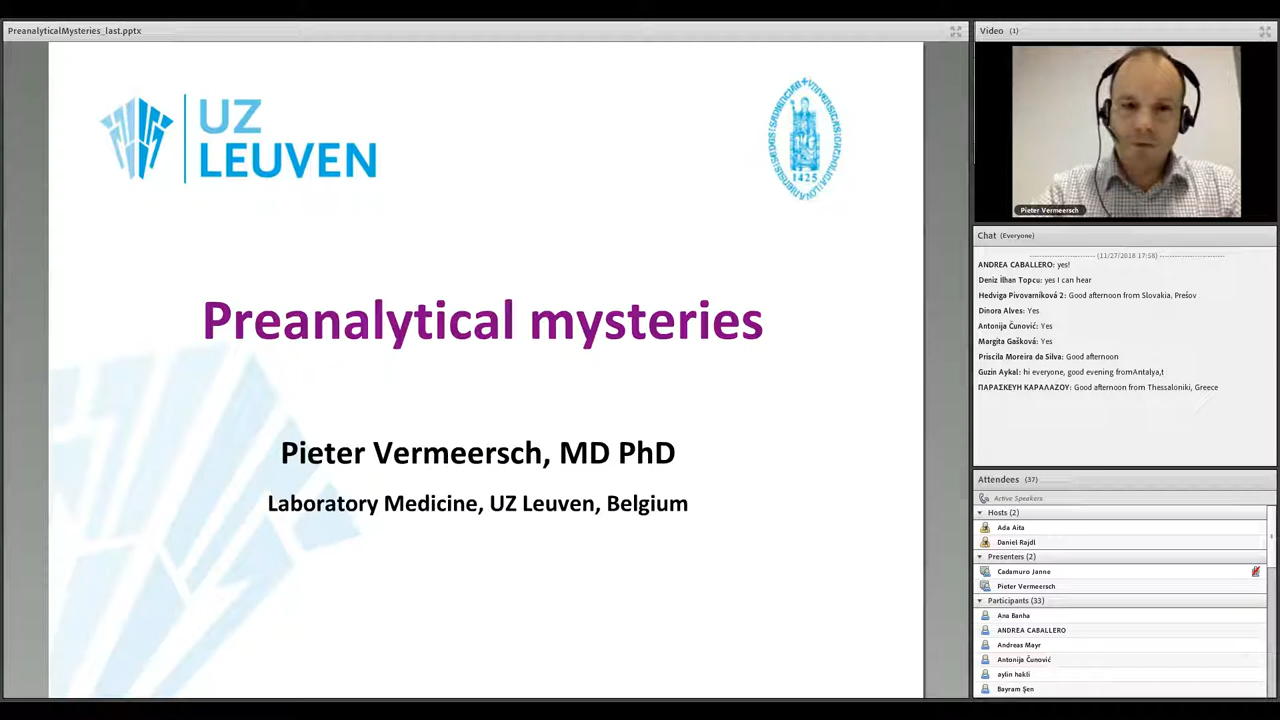 PreanalyticalMysteries_last.pptx
UZ
LEUVEN
1425
Preanalytical mysteries
Pieter Vermeersch, MD PhD
Laboratory Medicine, UZ Leuven, Belgium
Video (1)
Pieter Vermeersch
Chat (Everyone)
(11/27/2018 17:58)
ANDREA CABALLERO: yes!
Deniz İlhan Topcu: yes I can hear
Hedviga Pivovarníková 2: Good afternoon from Slovakia, Prešov
Dinora Alves: Yes
Antonija Čunović: Yes
Margita Gašková: Yes
Priscila Moreira da Silva: Good afternoon
Guzin Aykal: hi everyone, good evening fromAntalya,t
ΠΑΡΑΣΚΕΥΗ ΚΑΡΑΛΑΖΟΥ: Good afternoon from Thessaloniki, Greece
Attendees (37)
Active Speakers
Hosts (2)
Ada Aita
Daniel Rajdl
Presenters (2)
Cadamuro Janne
Pieter Vermeersch
Participants (33)
Ana Banha
ANDREA CABALLERO
Andreas Mayr
Antonija Čunović
aylin hakli
Bayram Şen